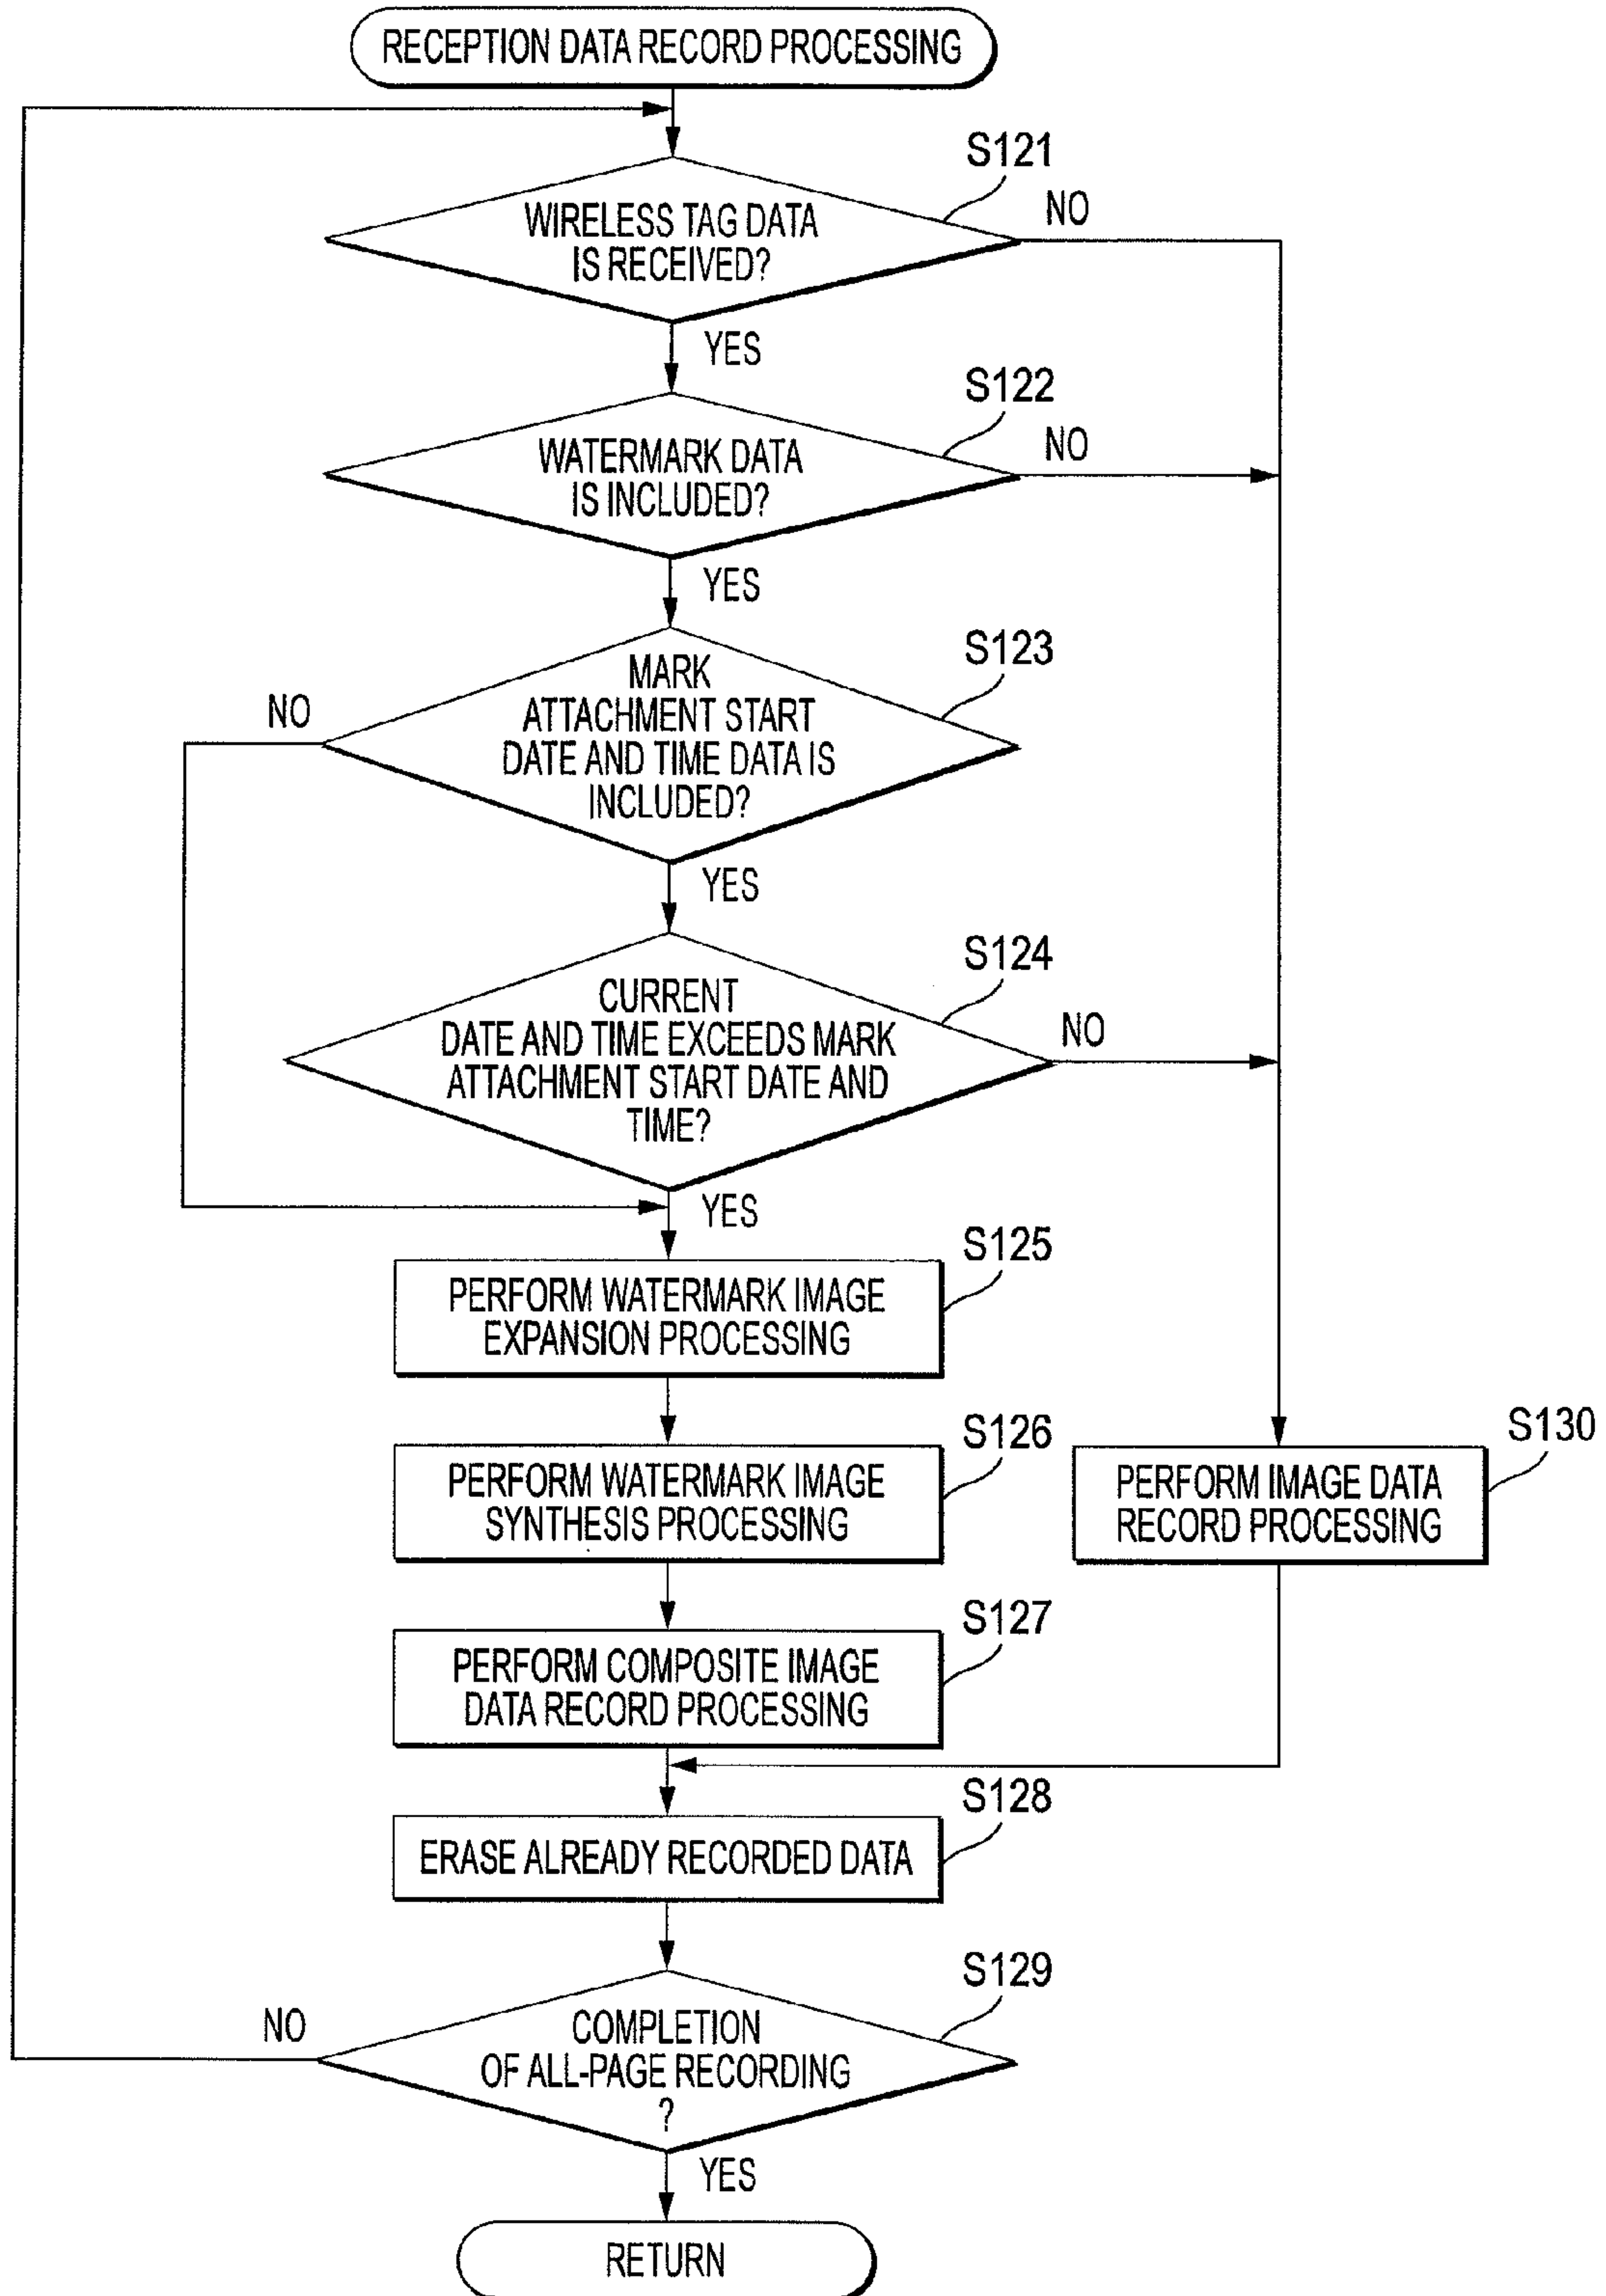 RECEPTION DATA RECORD PROCESSING
S121
NO
WIRELESS TAG DATA
IS RECEIVED?
YES
S122
NO
WATERMARK DATA
IS INCLUDED?
YES
S123
NO
MARK
ATTACHMENT START
DATE AND TIME DATA IS
INCLUDED?
YES
S124
NO
CURRENT
DATE AND TIME EXCEEDS MARK
ATTACHMENT START DATE AND
TIME?
YES
S125
PERFORM WATERMARK IMAGE
EXPANSION PROCESSING
S126
PERFORM WATERMARK IMAGE
SYNTHESIS PROCESSING
S130
PERFORM IMAGE DATA
RECORD PROCESSING
S127
PERFORM COMPOSITE IMAGE
DATA RECORD PROCESSING
S128
ERASE ALREADY RECORDED DATA
S129
NO
COMPLETION
OF ALL-PAGE RECORDING
?
YES
RETURN